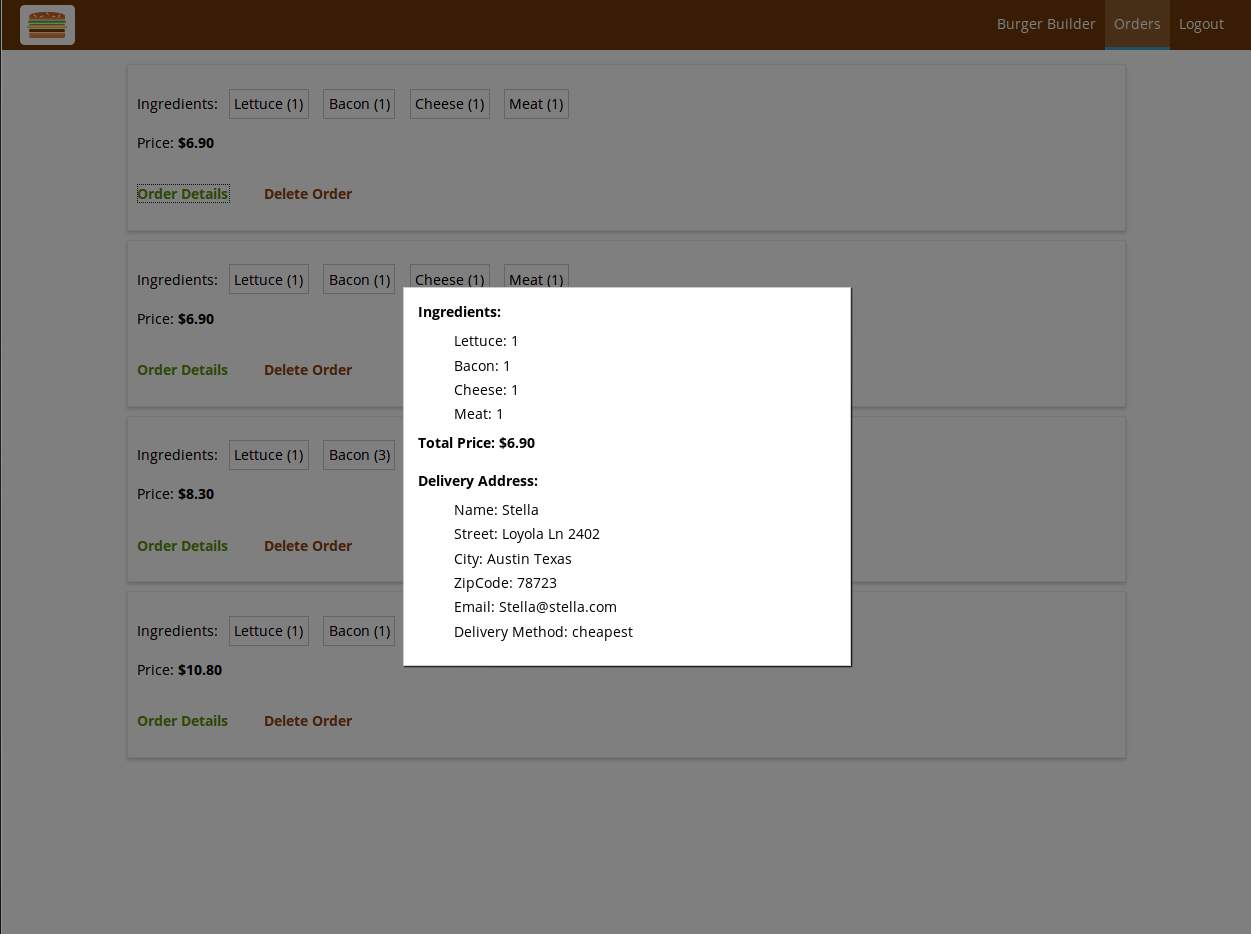 Burger Builder Orders Logout
Ingredients: Lettuce (1) Bacon (1) Cheese (1) Meat (1)
Price: $6.90
Order Details Delete Order
Ingredients: Lettuce (1) Bacon (1) Cheese (1) Meat (1)
Price: $6.90
Order Details Delete Order
Ingredients: Lettuce (1) Bacon (3)
Price: $8.30
Order Details Delete Order
Ingredients: Lettuce (1) Bacon (1)
Price: $10.80
Order Details Delete Order
Ingredients:
Lettuce: 1
Bacon: 1
Cheese: 1
Meat: 1
Total Price: $6.90
Delivery Address:
Name: Stella
Street: Loyola Ln 2402
City: Austin Texas
ZipCode: 78723
Email: Stella@stella.com
Delivery Method: cheapest